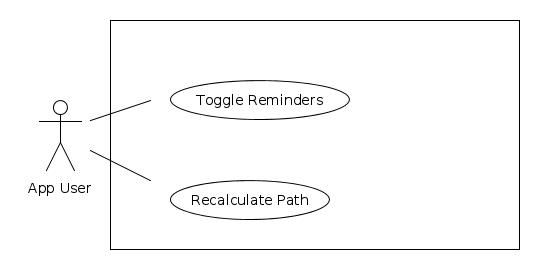 Toggle Reminders
App User
Recalculate Path